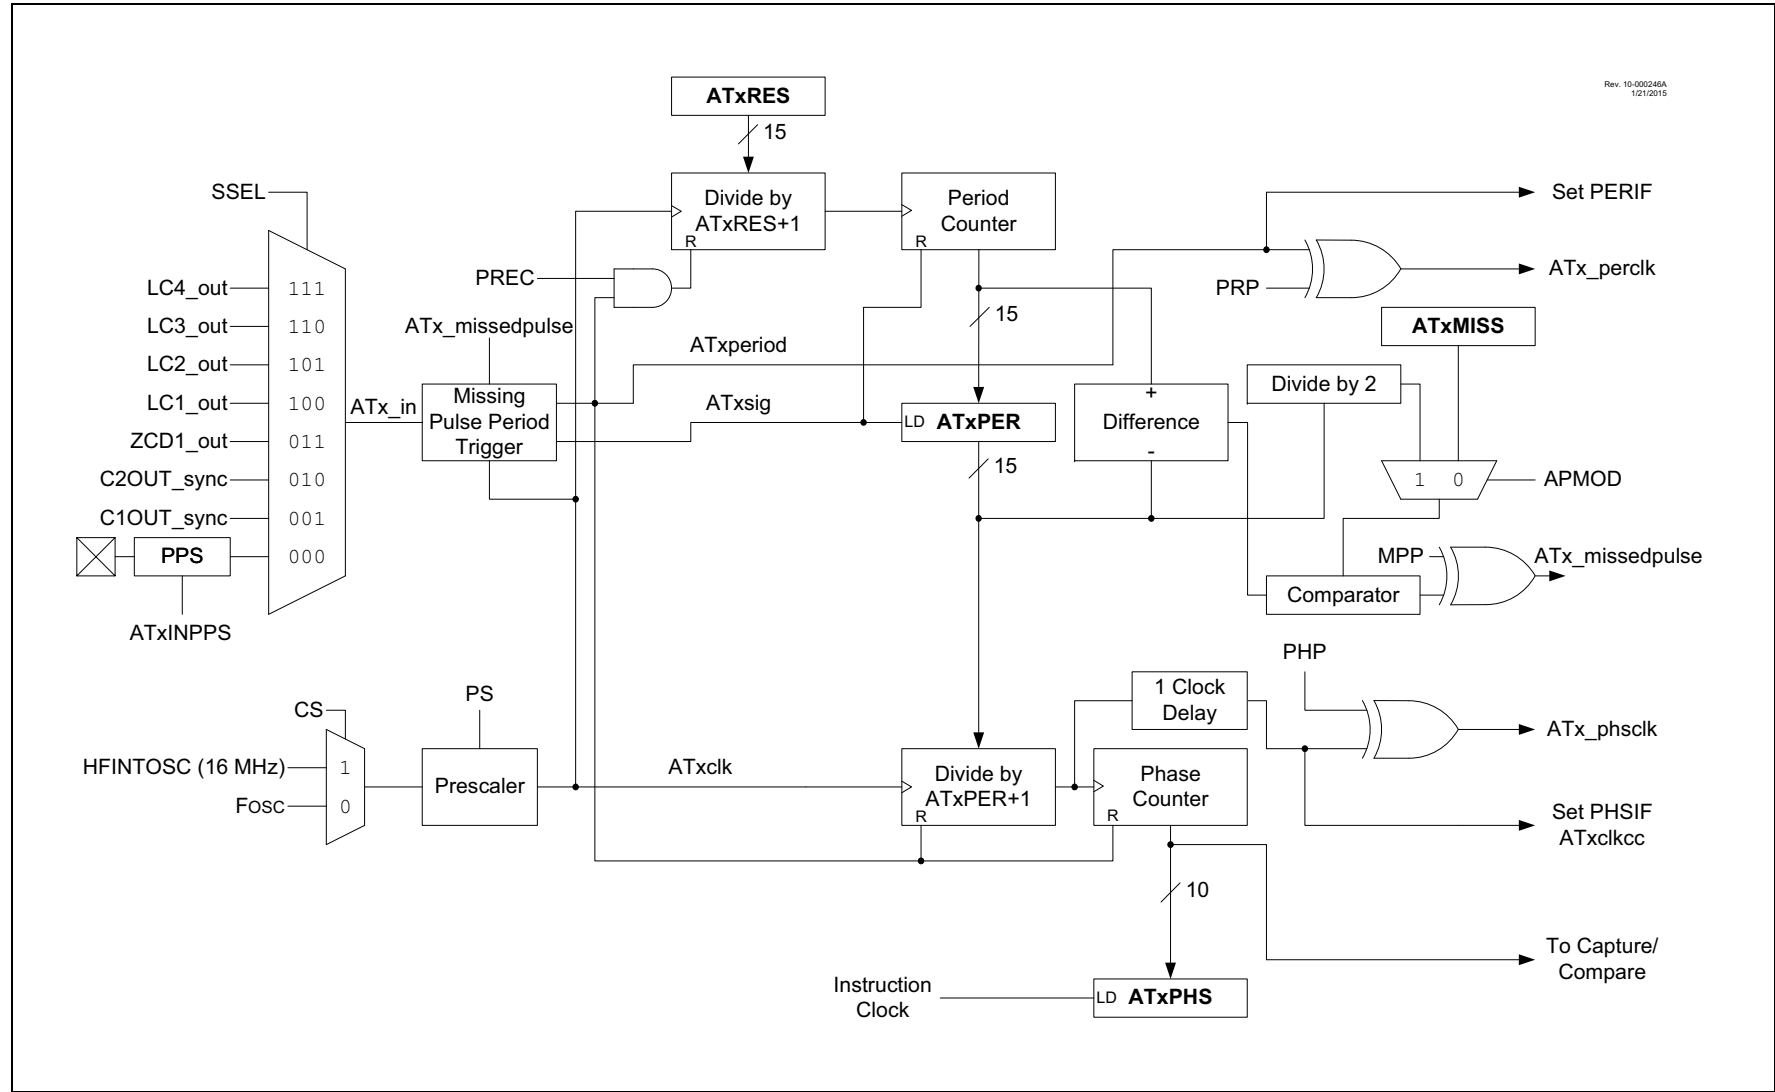 Rev. 10-000246A
1/21/2015
ATxRES
15
SSEL
Divide by
ATxRES+1
R
Period
Counter
R
Set PERIF
PREC
PRP
ATx_perclk
LC4_out
111
LC3_out
110
LC2_out
101
LC1_out
100
ZCD1_out
011
C2OUT_sync
010
C1OUT_sync
001
PPS
000
ATxINPPS
ATx_in
ATx_missedpulse
Missing
Pulse Period
Trigger
ATxperiod
ATxsig
15
LD ATxPER
15
+
Difference
-
ATxMISS
Divide by 2
1 0
APMOD
MPP
ATx_missedpulse
Comparator
CS
HFINTOSC (16 MHz)
1
FOSC
0
PS
Prescaler
ATxclk
Divide by
ATxPER+1
R
1 Clock
Delay
Phase
Counter
R
PHP
ATx_phsclk
Set PHSIF
ATxclkcc
10
To Capture/
Compare
Instruction
Clock
LD ATxPHS